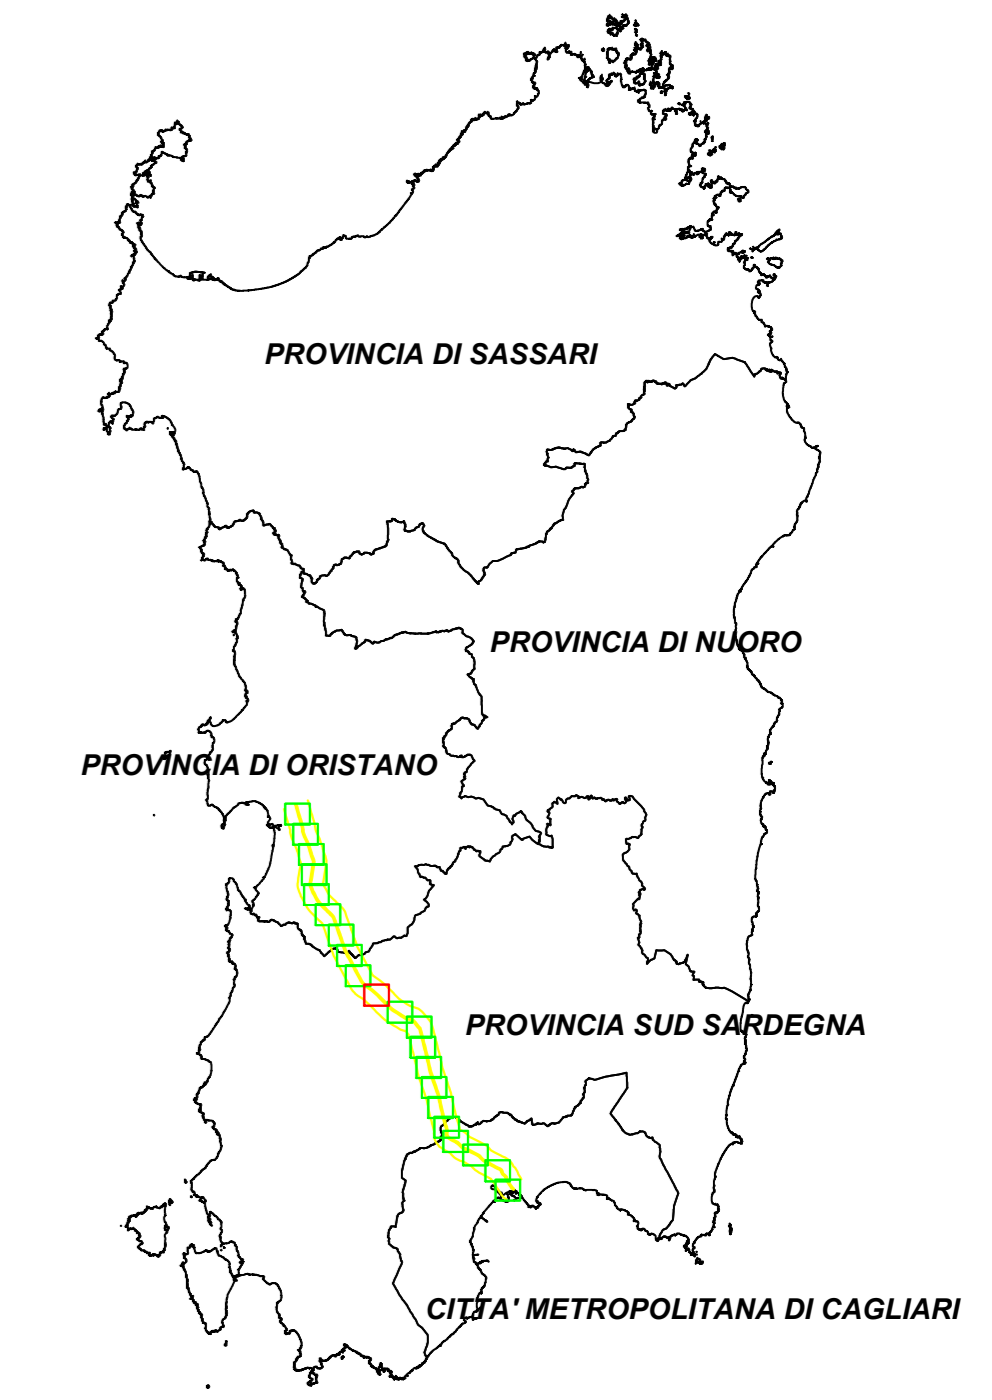 PROVINCIA DI SASSARI
PROVINCIA DI NUORO
PROVINCIA DI ORISTANO
PROVINCIA SUD SARDEGNA
CITTA' METROPOLITANA DI CAGLIARI